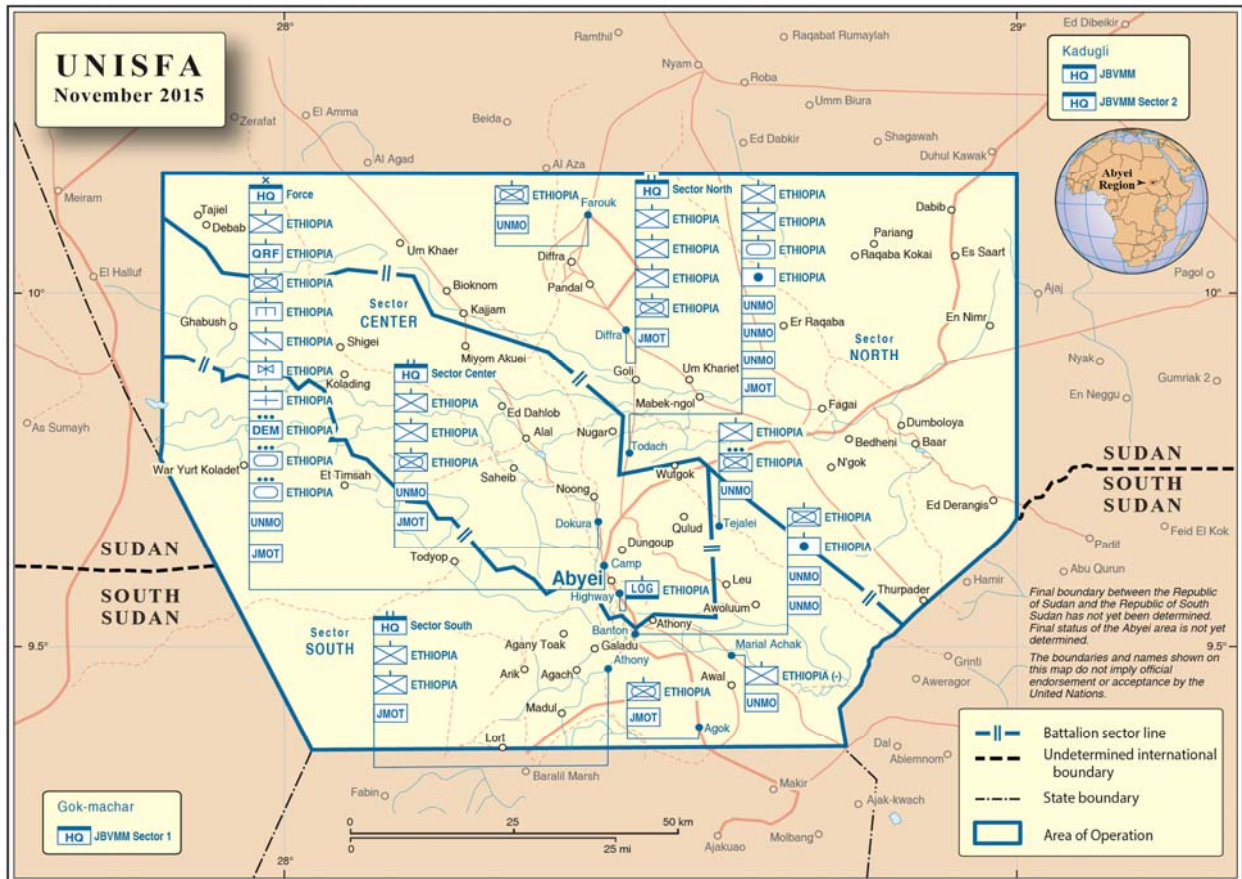 28°
29°
UNISFA
November 2015
Ed Dibeikir
Ramthil
Raqabat Rumaylah
Nyam
Roba
Kadugli
HQ JBVMM
HQ JBVMM Sector 2
Zerafat
El Amma
Beida
Umm Biura
Ed Dabkir
Shagawah
Duhul Kawak
Al Agad
Al Aza
Meiram
Abyei
Region
HQ Force
ETHIOPIA
QRF ETHIOPIA
ETHIOPIA
ETHIOPIA
ETHIOPIA
ETHIOPIA
ETHIOPIA
DEM ETHIOPIA
ETHIOPIA
ETHIOPIA
UNMO
JMOT
ETHIOPIA
UNMO
Farouk
HQ Sector North
ETHIOPIA
ETHIOPIA
ETHIOPIA
ETHIOPIA
JMOT
ETHIOPIA
ETHIOPIA
ETHIOPIA
ETHIOPIA
UNMO
UNMO
UNMO
JMOT
Tajiel
Debab
Um Khaer
Diffra
Pandal
Dabib
Pariang
Raqaba Kokai
Es Saart
El Halluf
10°
Bioknom
Kajjam
Sector
CENTER
Ghabush
Shigei
Miyom Akuei
Kolading
Diffra
Goli
Um Khariet
Mabek-ngol
Er Raqaba
Sector
NORTH
En Nimr
Ajaj
Pagol
10°
Nyak
Gumriak 2
En Neggu
As Sumayh
HQ Sector Center
ETHIOPIA
ETHIOPIA
ETHIOPIA
UNMO
JMOT
Ed Dahlob
Alal
Nugar
Saheib
Noong
Dokura
Todach
Wutgok
ETHIOPIA
ETHIOPIA
UNMO
Fagai
Dumboloya
Bedheni
Baar
N'gok
Ed Derangis
War Yurt Koladet
Et Timsah
SUDAN
SOUTH
SUDAN
Feid El Kok
Padit
Abu Qurun
Hamir
Qulud
Tejalei
ETHIOPIA
ETHIOPIA
UNMO
UNMO
Dungoup
Camp
Todyop
Abyei
Highway
LOG ETHIOPIA
Leu
Awoluum
Thurpader
SUDAN
SOUTH
SUDAN
Banton
Athony
9.5°
Sector
SOUTH
HQ Sector South
ETHIOPIA
ETHIOPIA
JMOT
Agany Toak
Galadu
Athony
Arik
Agach
Madul
Lort
Marial Achak
ETHIOPIA (-)
UNMO
Awal
ETHIOPIA
JMOT
Agok
Grinti
9.5°
Aweragor
Final boundary between the Republic
of Sudan and the Republic of South
Sudan has not yet been determined.
Final status of the Abyei area is not yet
determined.
The boundaries and names shown on
this map do not imply official
endorsement or acceptance by the
United Nations.
Dal
Abiemnom
Baralil Marsh
Fabin
Makir
Ajak-kwach
Ajakuao
Molbang
Gok-machar
HQ JBVMM Sector 1
0 25 50 km
0 25 mi
28°
Battalion sector line
Undetermined international
boundary
State boundary
Area of Operation